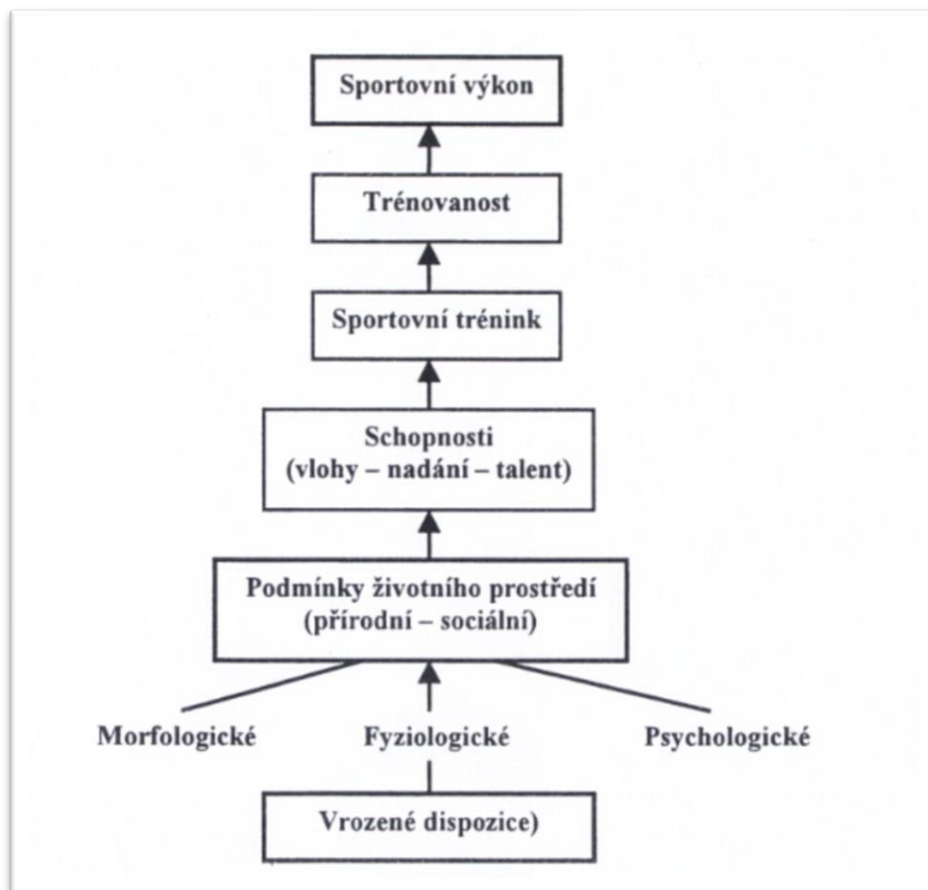 Sportovní výkon
Trénovanost
Sportovní trénink
Schopnosti
(vlohy – nadání – talent)
Podmínky životního prostředí
(přírodní – sociální)
Morfologické
Fyziologické
Psychologické
Vrozené dispozice)